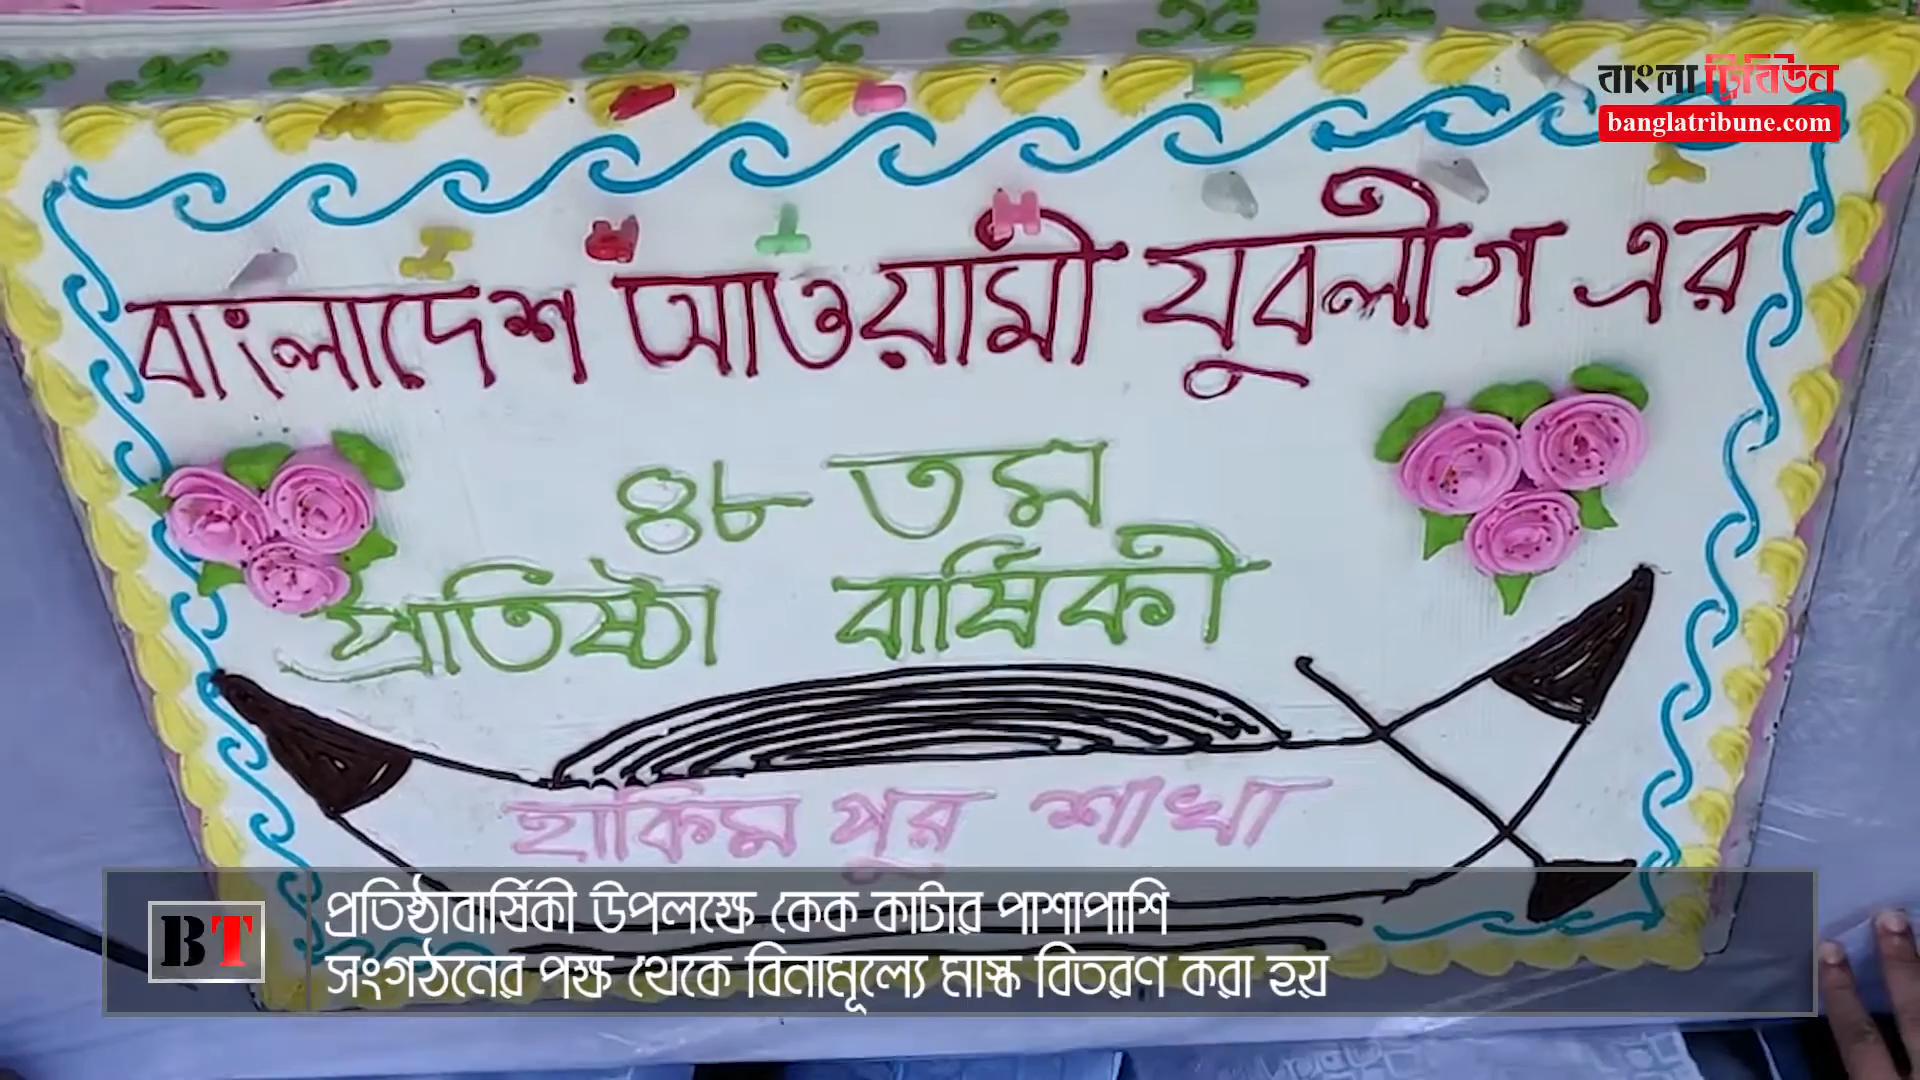 বাংলা ট্রিবিউন
banglatribune.com
বাংলাদেশ আওয়ামী যুবলীগ এর
৪৮ তম
প্রতিষ্ঠা বার্ষিকী
হাকিমপুর শাখা
BT
প্রতিষ্ঠাবার্ষিকী উপলক্ষে কেক কাটার পাশাপাশি
সংগঠনের পক্ষ থেকে বিনামূল্যে মাস্ক বিতরণ করা হয়